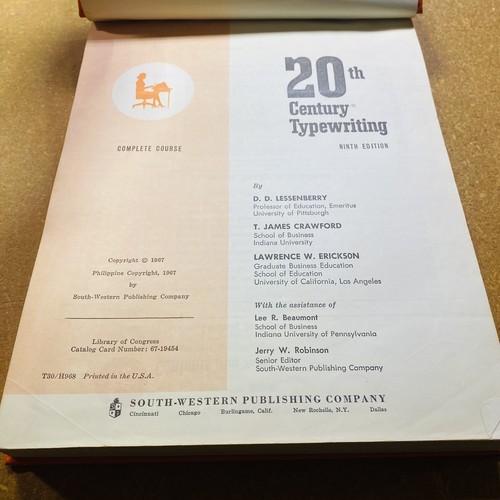 COMPLETE COURSE
Copyright © 1967
Philippine Copyright, 1967
by
South-Western Publishing Company
Library of Congress
Catalog Card Number: 67-19454
T30/H968 Printed in the U.S.A.
20th
Century
Typewriting
NINTH EDITION
By
D. D. LESSENBERRY
Professor of Education, Emeritus
University of Pittsburgh
T. JAMES CRAWFORD
School of Business
Indiana University
LAWRENCE W. ERICKSON
Graduate Business Education
School of Education
University of California, Los Angeles
With the assistance of
Lee R. Beaumont
School of Business
Indiana University of Pennsylvania
Jerry W. Robinson
Senior Editor
South-Western Publishing Company
SOUTH-WESTERN PUBLISHING COMPANY
Cincinnati Chicago Burlingame, Calif. New Rochelle, N.Y. Dallas